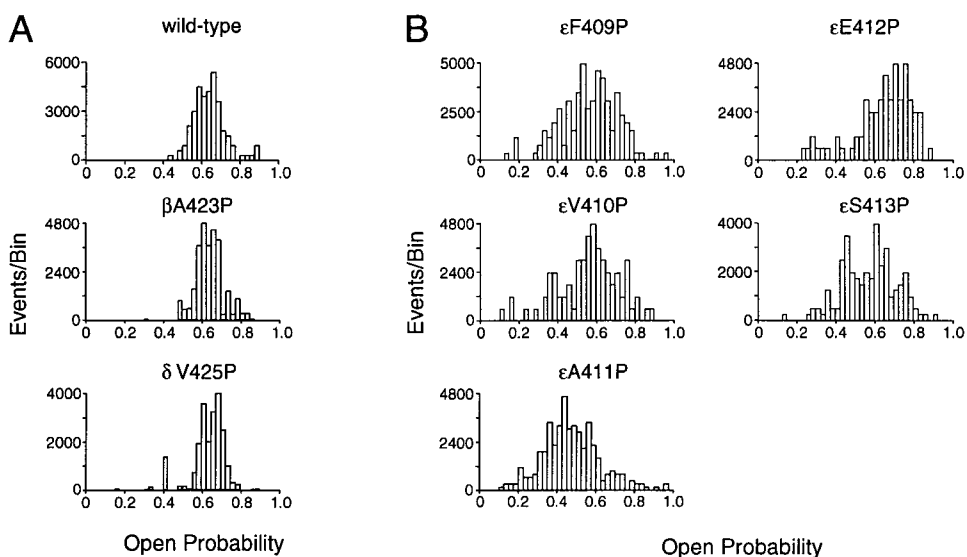 A
wild-type
6000
3000
0
0 0.2 0.4 0.6 0.8 1.0
βA423P
4800
2400
0
0 0.2 0.4 0.6 0.8 1.0
δ V425P
4000
2000
0
0 0.2 0.4 0.6 0.8 1.0
Events/Bin
Open Probability
B
εF409P
5000
2500
0
0 0.2 0.4 0.6 0.8 1.0
εE412P
4800
2400
0
0 0.2 0.4 0.6 0.8 1.0
εV410P
4800
2400
0
0 0.2 0.4 0.6 0.8 1.0
εS413P
4000
2000
0
0 0.2 0.4 0.6 0.8 1.0
εA411P
4800
2400
0
0 0.2 0.4 0.6 0.8 1.0
Events/Bin
Open Probability